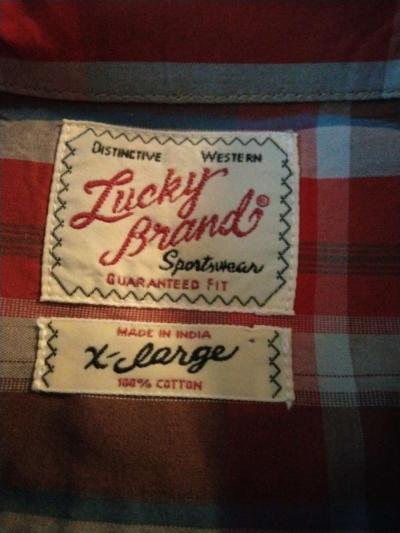 DISTINCTIVE WESTERN
Lucky
Brand®
Sportswear
GUARANTEED FIT
MADE IN INDIA
X-Large
100% COTTON